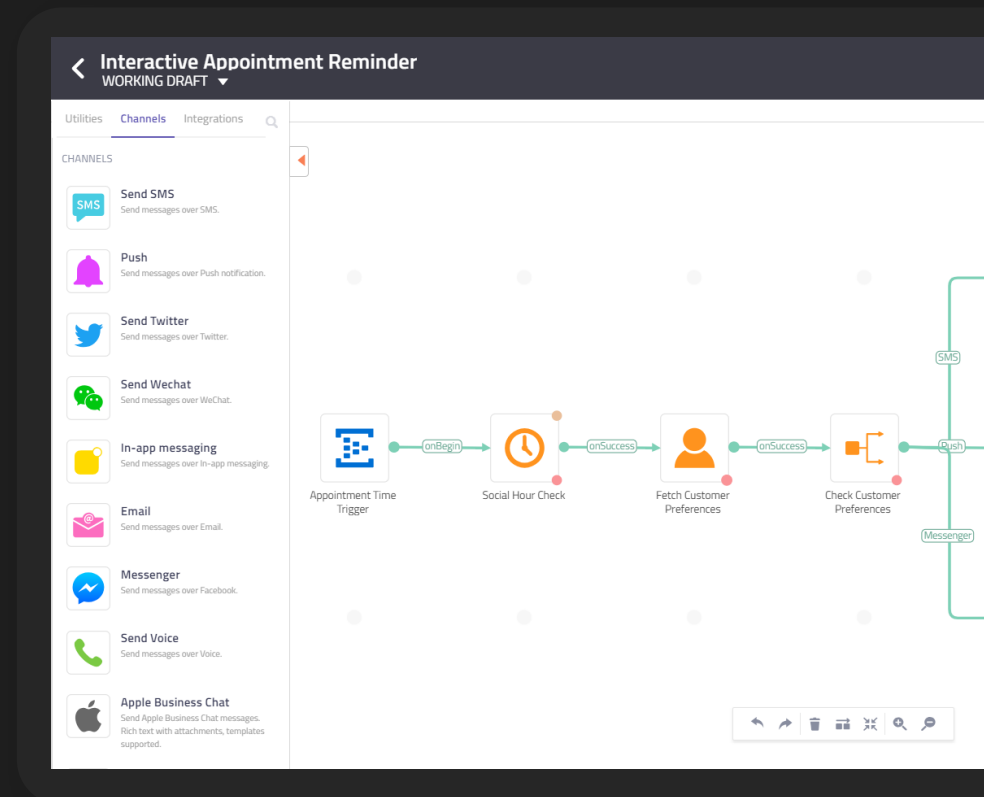 Interactive Appointment Reminder
WORKING DRAFT
Utilities
Channels
Integrations
CHANNELS
SMS
Send SMS
Send messages over SMS.
Push
Send messages over Push notification.
Send Twitter
Send messages over Twitter.
Send Wechat
Send messages over WeChat.
In-app messaging
Send messages over In-app messaging.
@
Email
Send messages over Email.
Messenger
Send messages over Facebook.
Send Voice
Send messages over Voice.
Apple Business Chat
Send Apple Business Chat messages.
Rich text with attachments, templates
supported.
SMS
onBegin
onSuccess
onSuccess
Push
Appointment Time
Trigger
Social Hour Check
Fetch Customer
Preferences
Check Customer
Preferences
Messenger